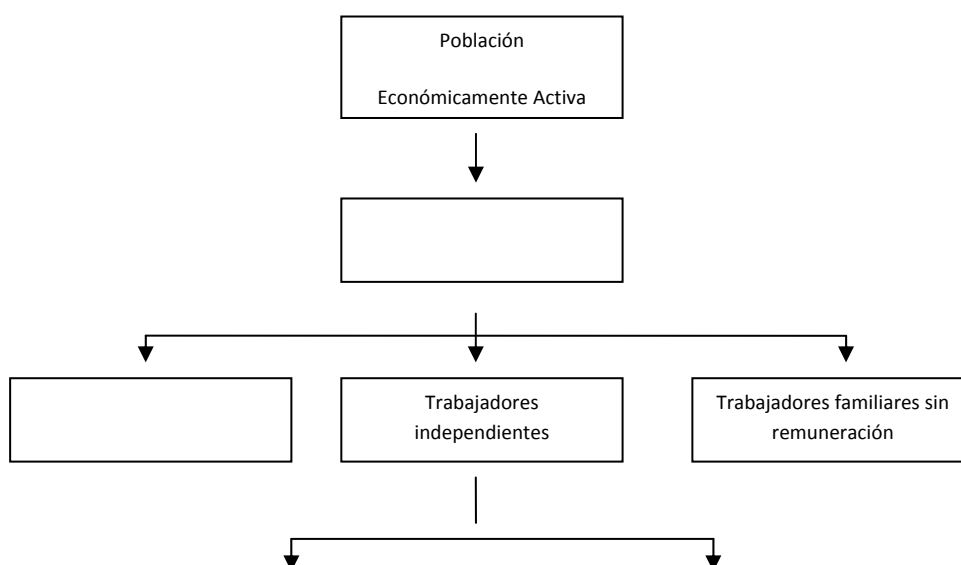 Población
Económicamente Activa
Trabajadores
independientes
Trabajadores familiares sin
remuneración